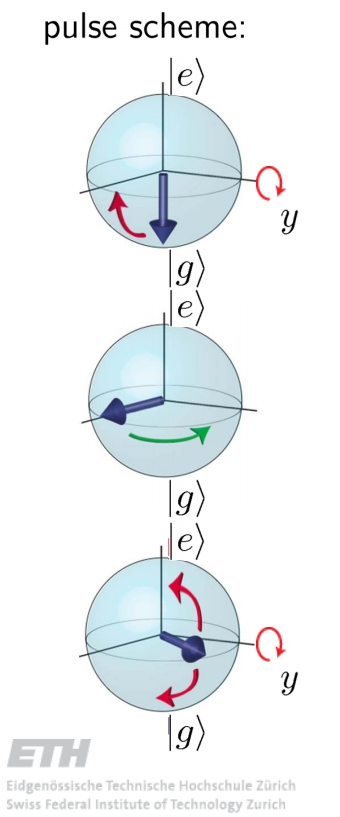 pulse scheme:
|e⟩
y
|g⟩
|e⟩
|g⟩
|e⟩
y
|g⟩
ETH
Eidgenössische Technische Hochschule Zürich
Swiss Federal Institute of Technology Zurich